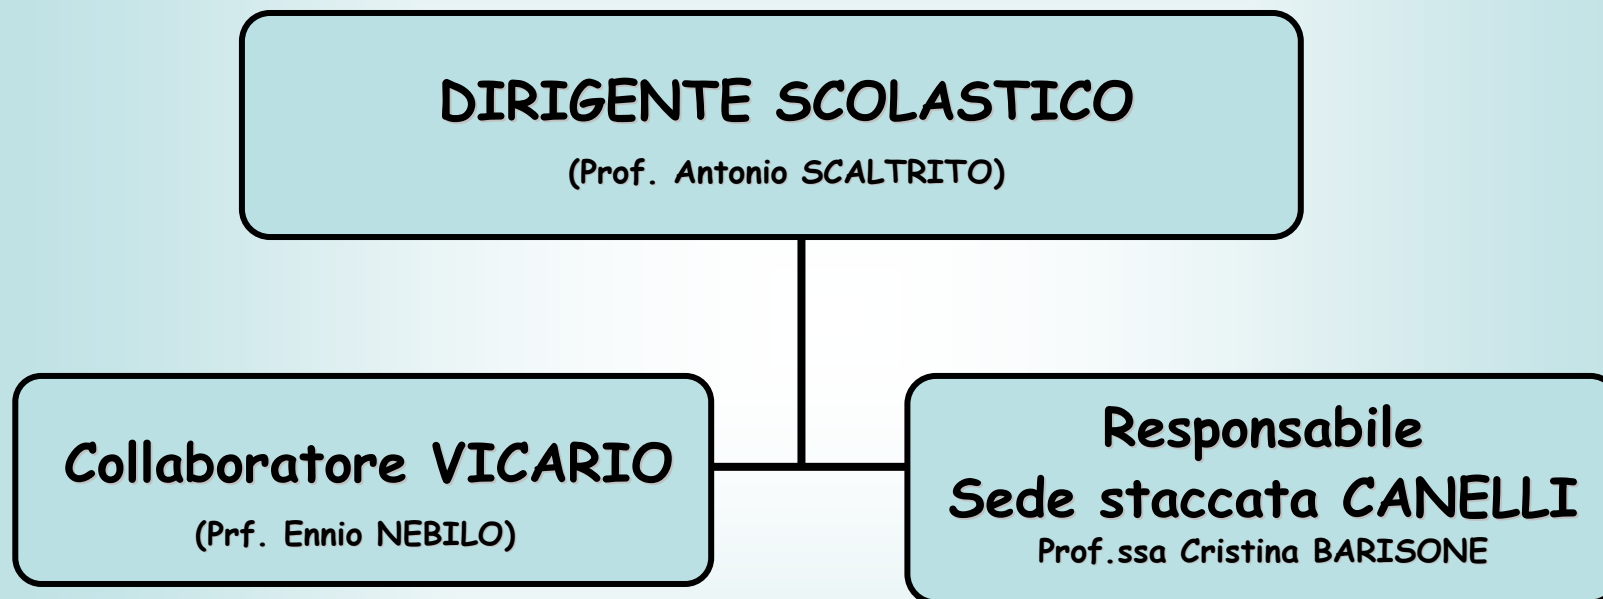 DIRIGENTE SCOLASTICO
(Prof. Antonio SCALTRITO)
Collaboratore VICARIO
(Prf. Ennio NEBILO)
Responsabile
Sede staccata CANELLI
Prof.ssa Cristina BARISONE